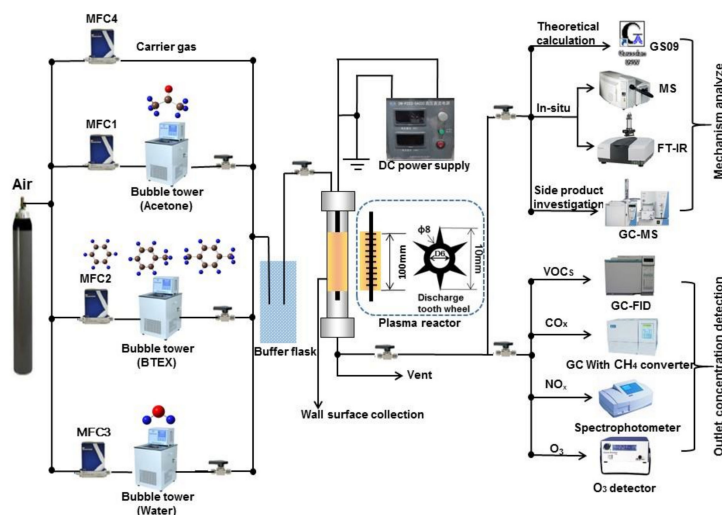 MFC4
Carrier gas
MFC1
Bubble tower
(Acetone)
Air
MFC2
Bubble tower
(BTEX)
MFC3
Bubble tower
(Water)
Buffer flask
DC power supply
100mm
ϕ8
D6
10mm
Discharge
tooth wheel
Plasma reactor
Vent
Wall surface collection
Theoretical
calculation
GS09
In-situ
MS
FT-IR
Side product
investigation
GC-MS
Mechanism analyze
VOCs
GC-FID
COx
GC With CH4 converter
NOx
Spectrophotometer
O3
O3 detector
Outlet concentration detection